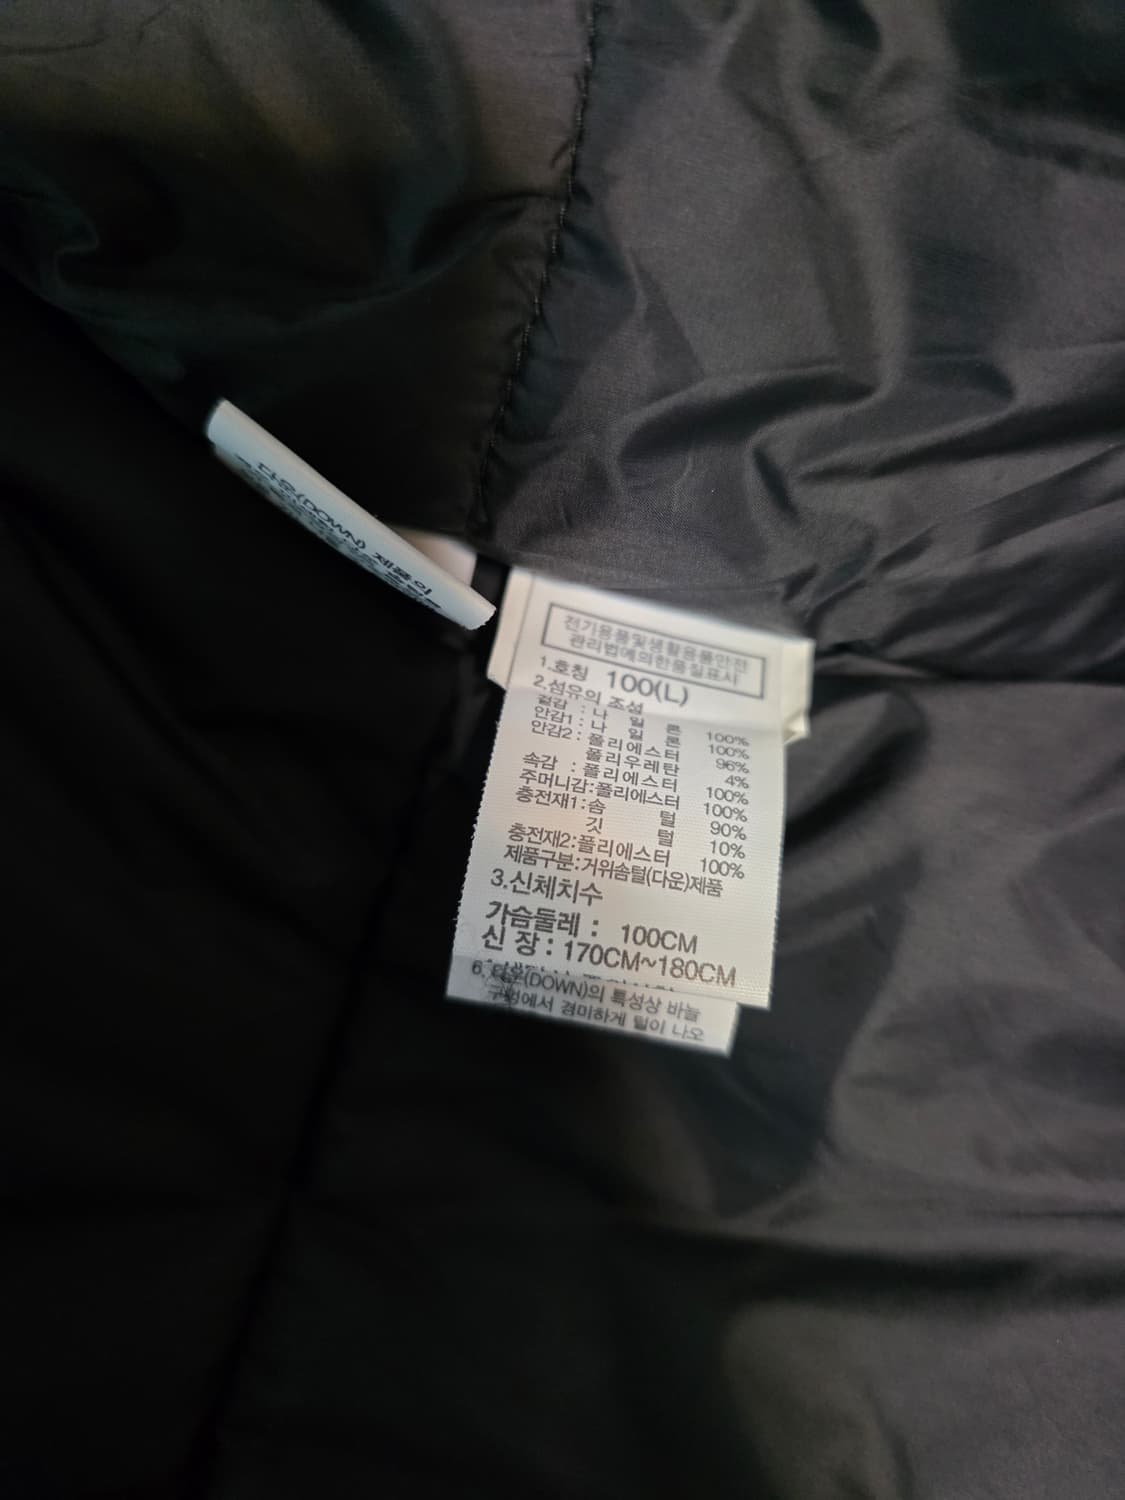 다운(DOWN) 제품이
전기용품및생활용품안전
관리법에의한품질표시
1.호칭 100(L)
2.섬유의 조성
겉감 : 나 일 론 100%
안감1 : 나 일 론 100%
안감2 : 폴리에스터 96%
폴리우레탄 4%
속감 : 폴리에스터 100%
주머니감:폴리에스터 100%
충전재1:솜 털 90%
깃 털 10%
충전재2:폴리에스터 100%
제품구분:거위솜털(다운)제품
3.신체치수
가슴둘레 : 100CM
신 장 : 170CM~180CM
6. 다운(DOWN)의 특성상 바늘
구멍에서 경미하게 털이 나오